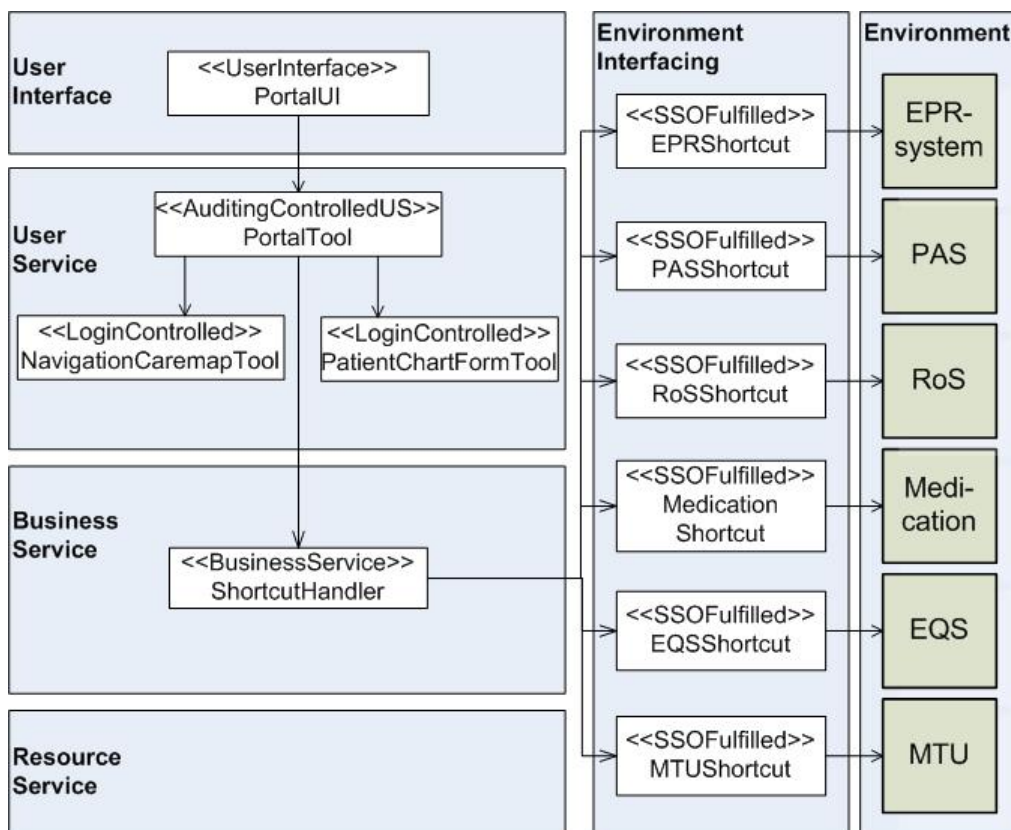 User
Interface
<<UserInterface>>
PortalUI
User
Service
<<AuditingControlledUS>>
PortalTool
<<LoginControlled>>
NavigationCaremapTool
<<LoginControlled>>
PatientChartFormTool
Business
Service
<<BusinessService>>
ShortcutHandler
Resource
Service
Environment
Interfacing
<<SSOFulfilled>>
EPRShortcut
<<SSOFulfilled>>
PASShortcut
<<SSOFulfilled>>
RoSShortcut
<<SSOFulfilled>>
Medication
Shortcut
<<SSOFulfilled>>
EQSShortcut
<<SSOFulfilled>>
MTUShortcut
Environment
EPR-
system
PAS
RoS
Medi-
cation
EQS
MTU